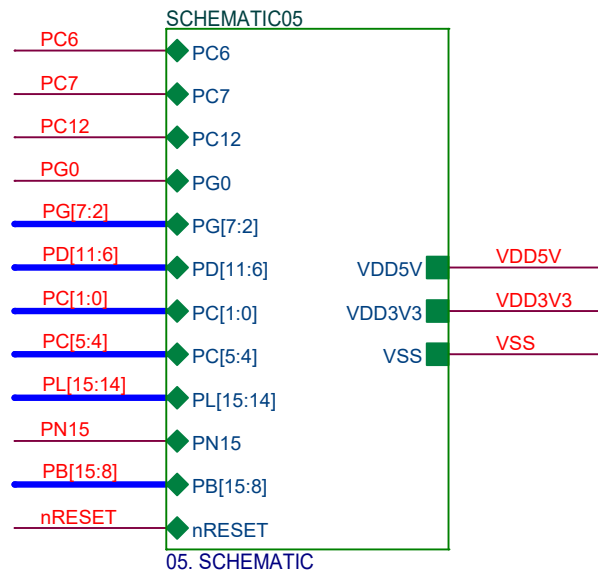 SCHEMATIC05
PC6
PC6
PC7
PC7
PC12
PC12
PG0
PG0
PG[7:2]
PG[7:2]
PD[11:6]
PD[11:6]
VDD5V
VDD5V
PC[1:0]
PC[1:0]
VDD3V3
VDD3V3
PC[5:4]
PC[5:4]
VSS
VSS
PL[15:14]
PL[15:14]
PN15
PN15
PB[15:8]
PB[15:8]
nRESET
nRESET
05. SCHEMATIC